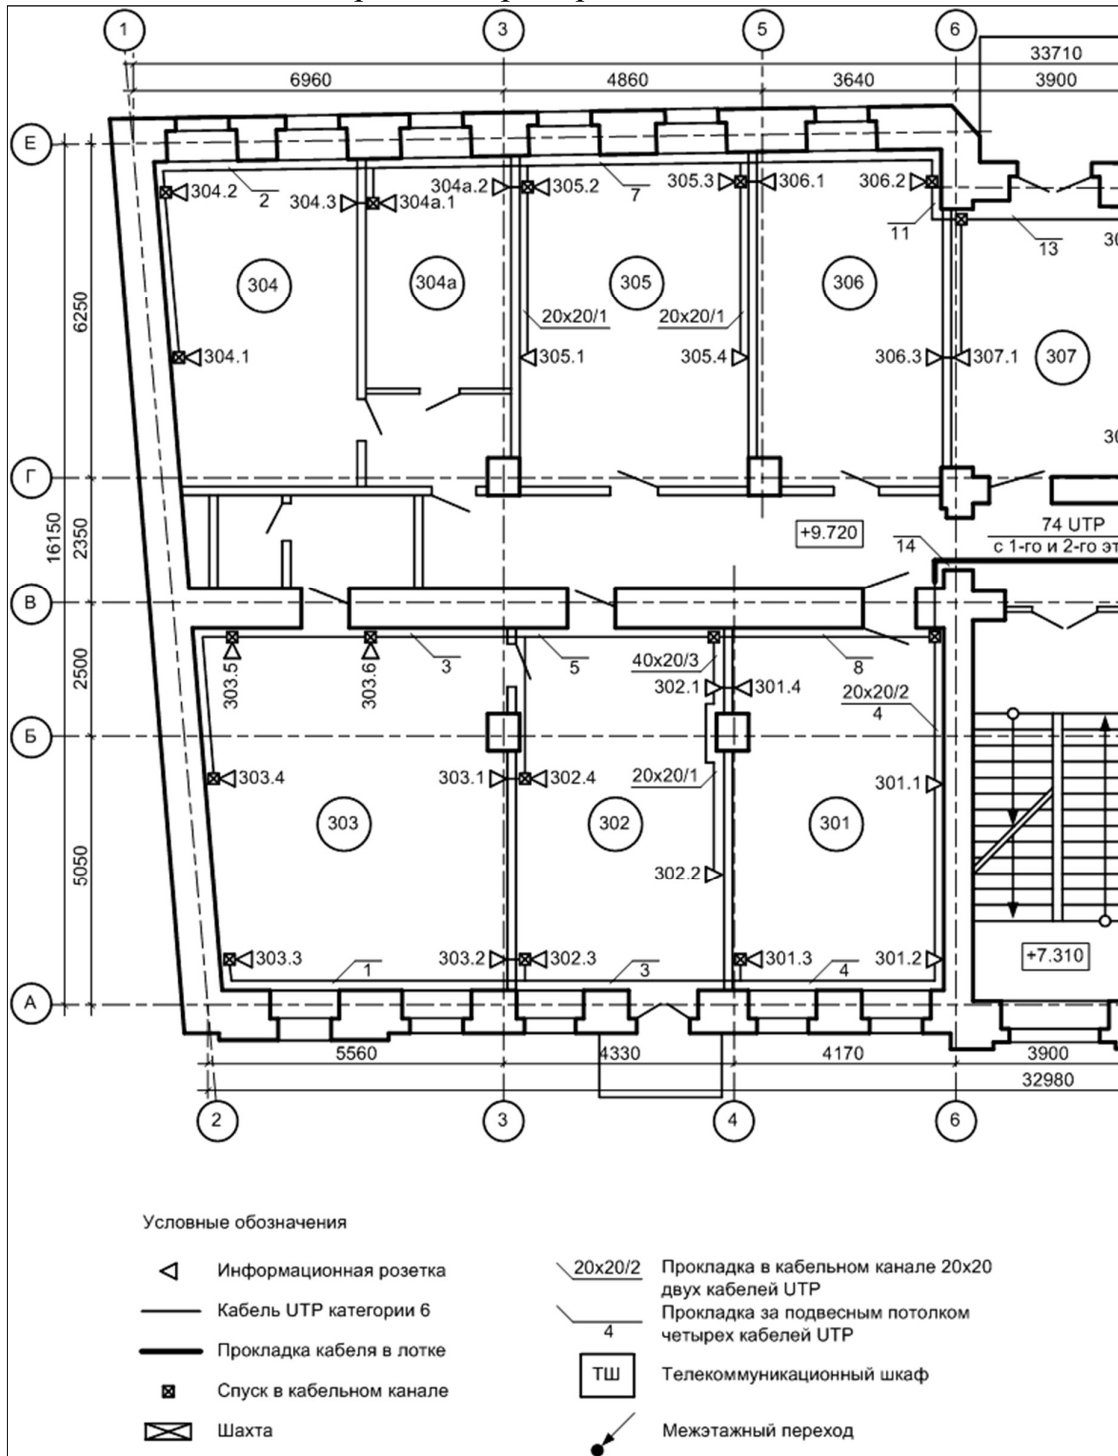 1
3
5
6
33710
6960
4860
3640
3900
Е
304.2
2
304.3
304а.1
304а.2
305.2
7
305.3
306.1
306.2
11
13
30
304
304а
305
306
20х20/1
20х20/1
6250
304.1
305.1
305.4
306.3
307.1
307
30
Г
16150
2350
+9.720
14
74 UTP
с 1-го и 2-го эт
В
303.5
303.6
3
5
40х20/3
8
2500
302.1
301.4
20х20/2
4
Б
303.4
303.1
302.4
20х20/1
301.1
303
302
301
5050
302.2
303.3
303.2
302.3
301.3
301.2
+7.310
1
3
4
А
5560
4330
4170
3900
32980
2
3
4
6
Условные обозначения
Информационная розетка
Кабель UTP категории 6
Прокладка кабеля в лотке
Спуск в кабельном канале
Шахта
20х20/2
Прокладка в кабельном канале 20х20
двух кабелей UTP
4
Прокладка за подвесным потолком
четырех кабелей UTP
ТШ
Телекоммуникационный шкаф
Межэтажный переход